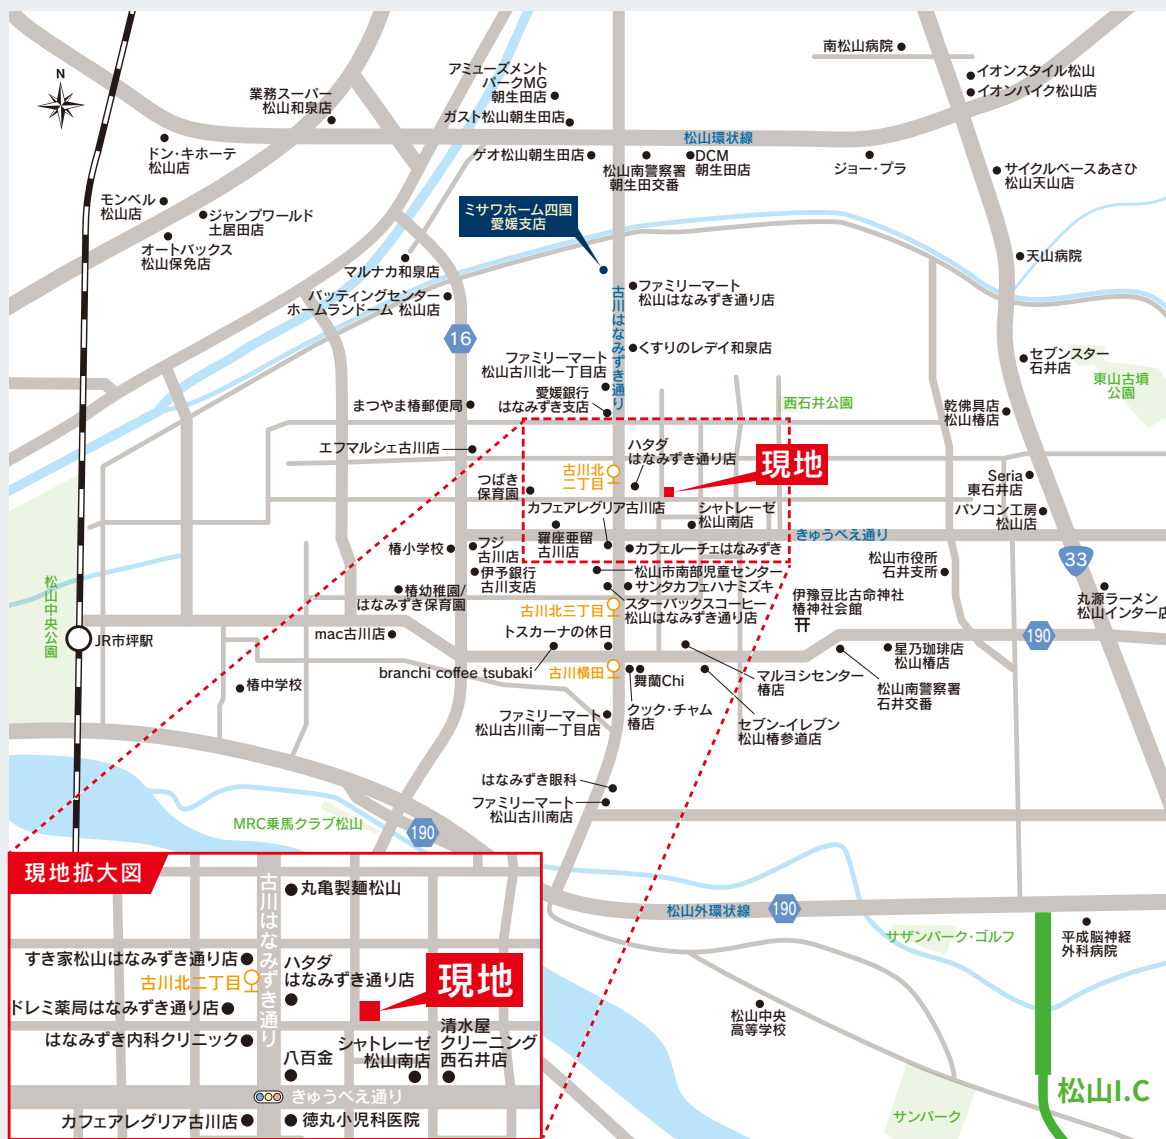 N
南松山病院
イオンスタイル松山
イオンバイク松山店
アミューズメント
パークMG
朝生田店
業務スーパー
松山和泉店
ガスト松山朝生田店
松山環状線
ドン・キホーテ
松山店
ゲオ松山朝生田店
松山南警察署
朝生田交番
DCM
朝生田店
ジョー・プラ
サイクルベースあさひ
松山天山店
モンベル
松山店
ジャンプワールド
土居田店
ミサワホーム四国
愛媛支店
オートバックス
松山保免店
マルナカ和泉店
天山病院
バッティングセンター
ホームランドーム 松山店
ファミリーマート
松山はなみずき通り店
古川はなみずき通り
16
くすりのレデイ和泉店
ファミリーマート
松山古川北一丁目店
セブンスター
石井店
東山古墳
公園
愛媛銀行
はなみずき支店
まつやま椿郵便局
西石井公園
乾佛具店
松山椿店
エフマルシェ古川店
ハタダ
はなみずき通り店
現地
古川北
二丁目
つばき
保育園
Seria
東石井店
カフェアレグリア古川店
シャトレーゼ
松山南店
パソコン工房
松山店
羅座亜留
古川店
きゅうべえ通り
椿小学校
フジ
古川店
カフェルーチェはなみずき
松山市役所
石井支所
33
伊予銀行
古川支店
松山市南部児童センター
サンタカフェハナミズキ
椿幼稚園/
はなみずき保育園
スターバックスコーヒー
松山はなみずき通り店
伊豫豆比古命神社
椿神社会館
丸源ラーメン
松山インター店
古川北三丁目
松山中央公園
JR市坪駅
mac古川店
トスカーナの休日
190
星乃珈琲店
松山椿店
branchi coffee tsubaki
古川横田
舞蘭Chi
マルヨシセンター
椿店
松山南警察署
石井交番
椿中学校
クック・チャム
椿店
ファミリーマート
松山古川南一丁目店
セブン-イレブン
松山椿参道店
はなみずき眼科
ファミリーマート
松山古川南店
MRC乗馬クラブ松山
190
松山外環状線
190
サザンパーク・ゴルフ
平成脳神経
外科病院
松山中央
高等学校
松山I.C
サンパーク
現地拡大図
古川はなみずき通り
丸亀製麺松山
すき家松山はなみずき通り店
古川北二丁目
ハタダ
はなみずき通り店
現地
ドレミ薬局はなみずき通り店
はなみずき内科クリニック
シャトレーゼ
松山南店
清水屋
クリーニング
西石井店
八百金
きゅうべえ通り
カフェアレグリア古川店
徳丸小児科医院